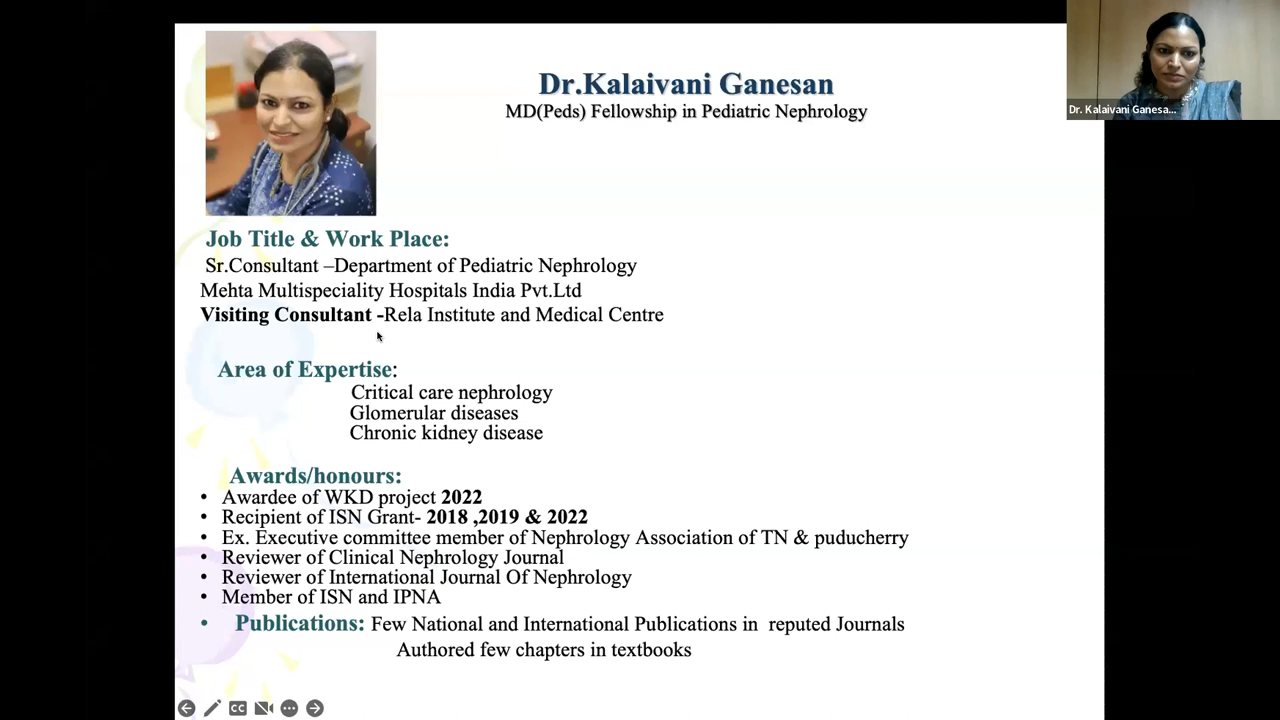 Dr.Kalaivani Ganesan
MD(Peds) Fellowship in Pediatric Nephrology
Dr. Kalaivani Ganesa...
Job Title & Work Place:
Sr.Consultant –Department of Pediatric Nephrology
Mehta Multispeciality Hospitals India Pvt.Ltd
Visiting Consultant -Rela Institute and Medical Centre
Area of Expertise:
Critical care nephrology
Glomerular diseases
Chronic kidney disease
Awards/honours:
• Awardee of WKD project 2022
• Recipient of ISN Grant- 2018 ,2019 & 2022
• Ex. Executive committee member of Nephrology Association of TN & puducherry
• Reviewer of Clinical Nephrology Journal
• Reviewer of International Journal Of Nephrology
• Member of ISN and IPNA
• Publications: Few National and International Publications in  reputed Journals
Authored few chapters in textbooks
CC